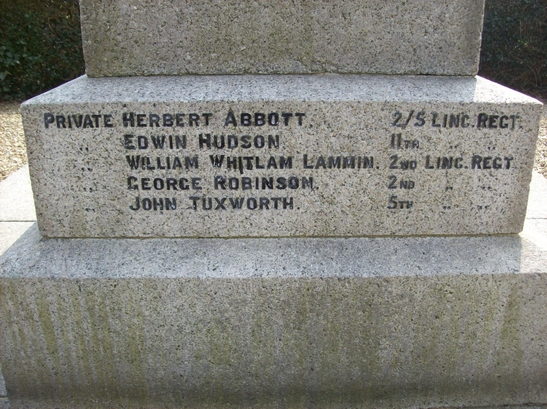 PRIVATE HERBERT ABBOTT. 2/5 LINC. REGT.
" EDWIN HUDSON. 11TH " "
" WILLIAM WHITLAM LAMMIN. 2ND LINC. REGT
" GEORGE ROBINSON. 2ND " "
" JOHN TUXWORTH. 5TH " "